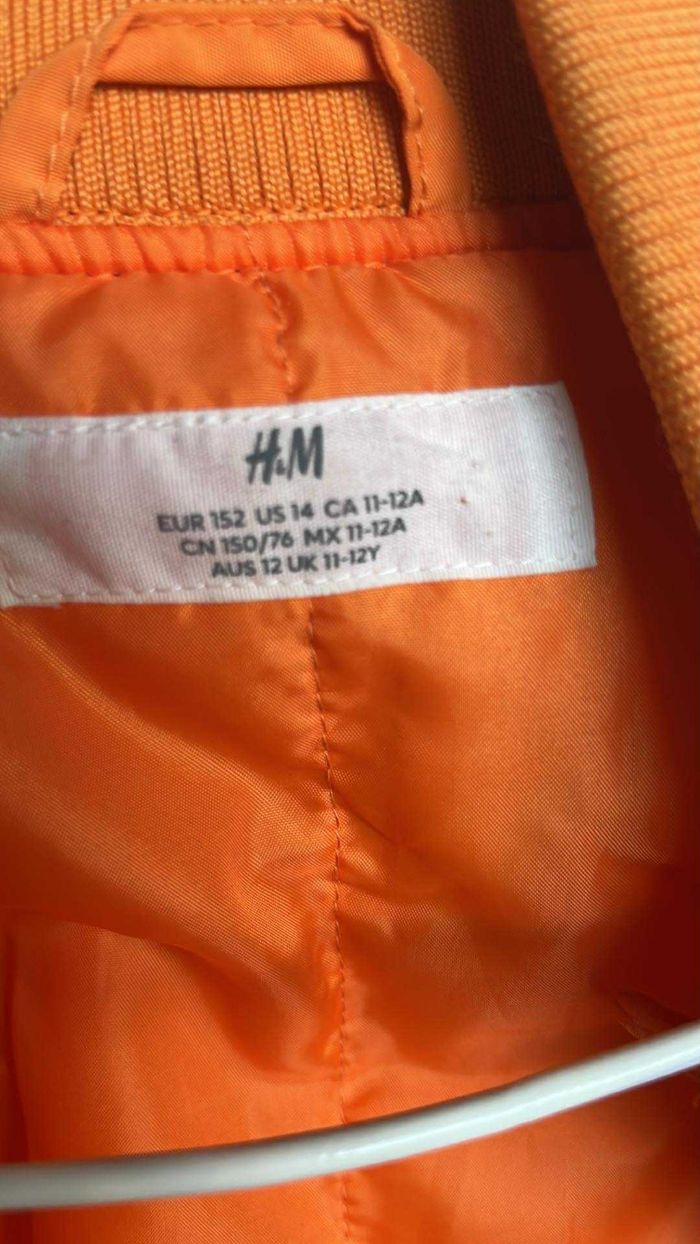 H&M
EUR 152 US 14 CA 11-12A
CN 150/76 MX 11-12A
AUS 12 UK 11-12Y